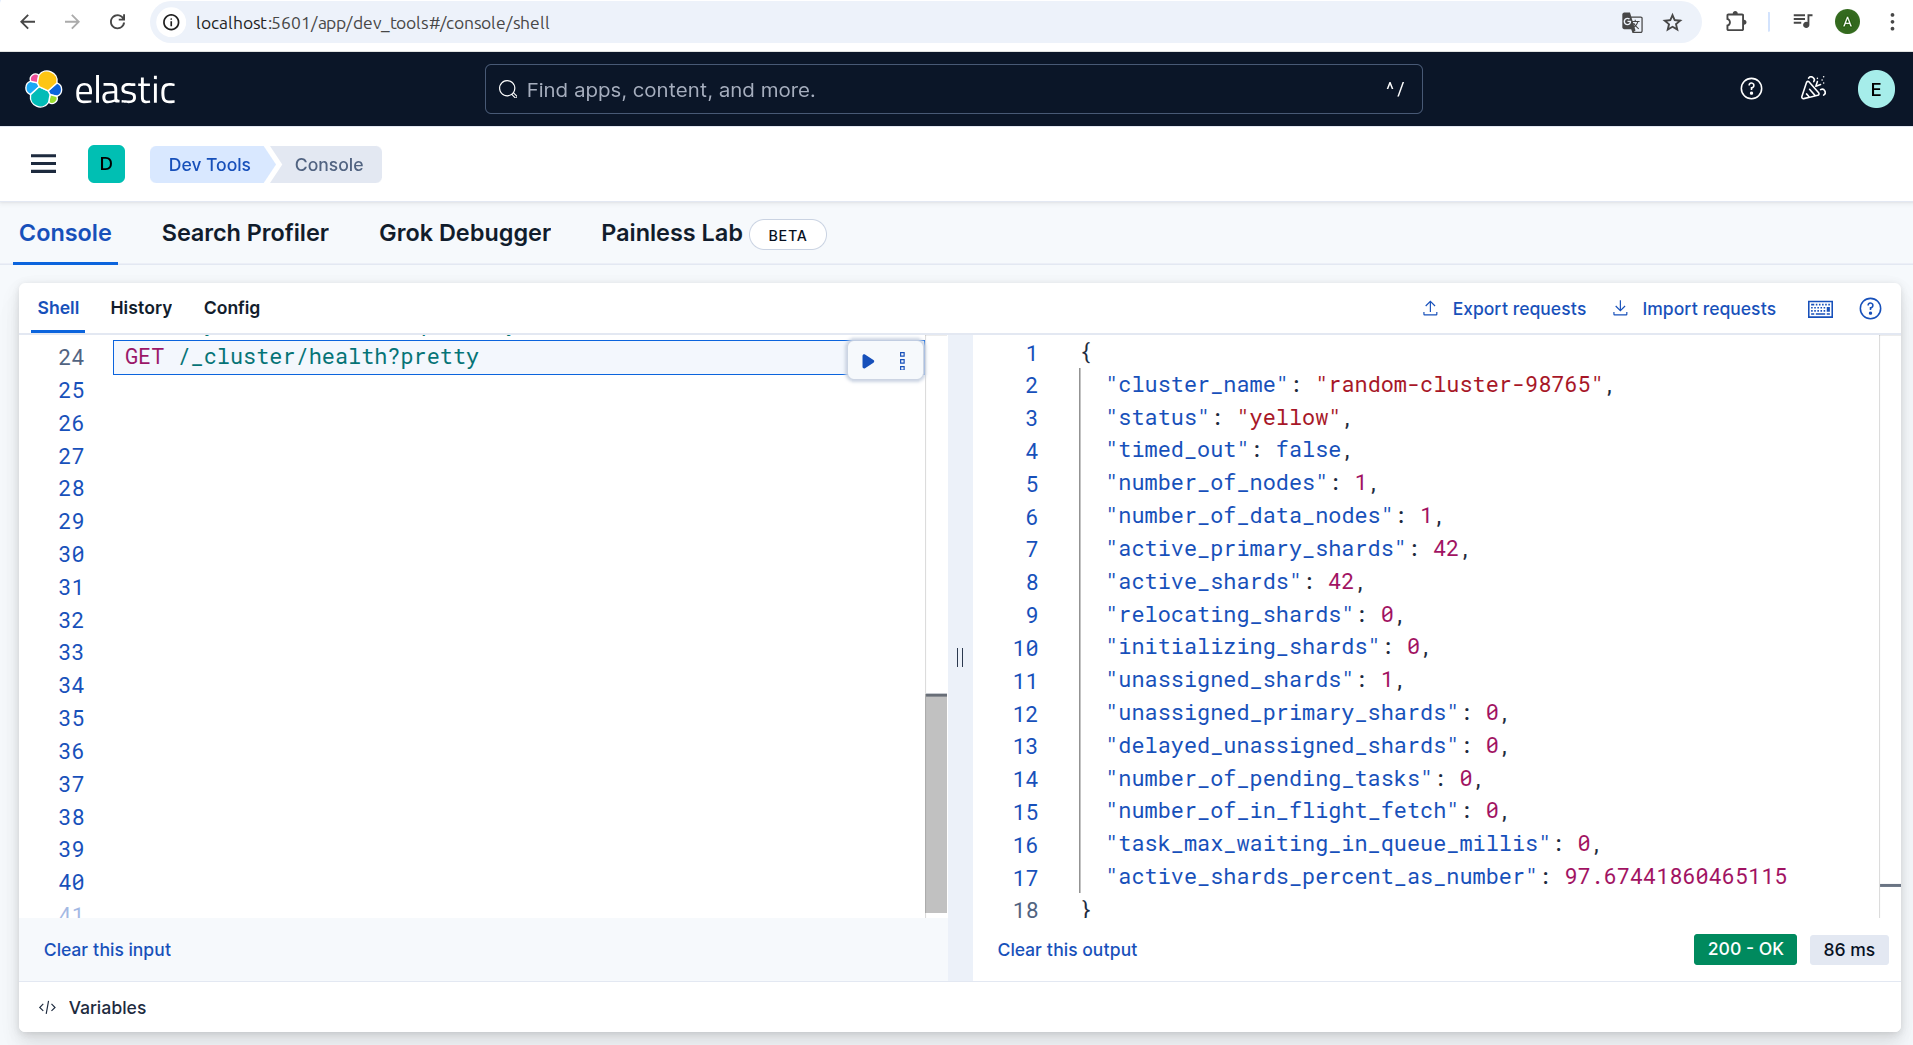 localhost:5601/app/dev_tools#/console/shell
A
elastic
Find apps, content, and more.
^ /
E
D
Dev Tools
Console
Console
Search Profiler
Grok Debugger
Painless Lab
BETA
Shell
History
Config
Export requests
Import requests
24 GET /_cluster/health?pretty
25
26
27
28
29
30
31
32
33
34
35
36
37
38
39
40
41
1 {
2 "cluster_name": "random-cluster-98765",
3 "status": "yellow",
4 "timed_out": false,
5 "number_of_nodes": 1,
6 "number_of_data_nodes": 1,
7 "active_primary_shards": 42,
8 "active_shards": 42,
9 "relocating_shards": 0,
10 "initializing_shards": 0,
11 "unassigned_shards": 1,
12 "unassigned_primary_shards": 0,
13 "delayed_unassigned_shards": 0,
14 "number_of_pending_tasks": 0,
15 "number_of_in_flight_fetch": 0,
16 "task_max_waiting_in_queue_millis": 0,
17 "active_shards_percent_as_number": 97.67441860465115
18 }
Clear this input
Clear this output
200 - OK
86 ms
</> Variables